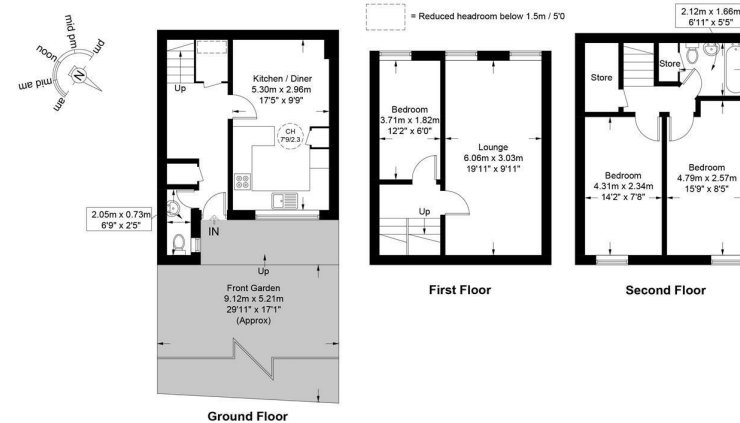 mid pm
pm
noon
mid am
am
N
= Reduced headroom below 1.5m / 5'0
Up
Kitchen / Diner
5.30m x 2.96m
17'5" x 9'9"
CH
7'9/2.3
2.05m x 0.73m
6'9" x 2'5"
IN
Up
Front Garden
9.12m x 5.21m
29'11" x 17'1"
(Approx)
Ground Floor
Bedroom
3.71m x 1.82m
12'2" x 6'0"
Lounge
6.06m x 3.03m
19'11" x 9'11"
Up
First Floor
2.12m x 1.66m
6'11" x 5'5"
Store
Store
Bedroom
4.31m x 2.34m
14'2" x 7'8"
Bedroom
4.79m x 2.57m
15'9" x 8'5"
Second Floor